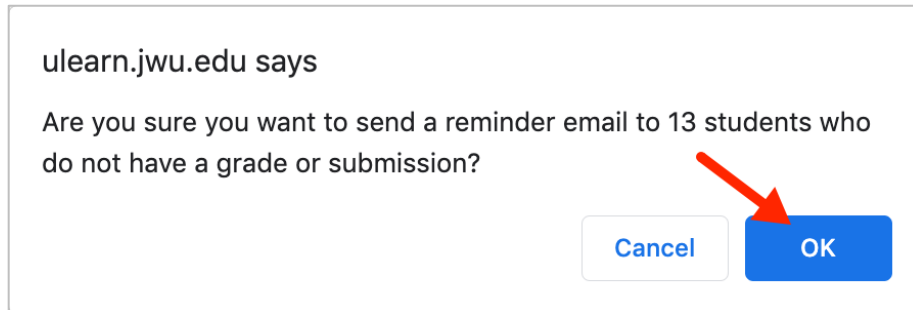 ulearn.jwu.edu says
Are you sure you want to send a reminder email to 13 students who
do not have a grade or submission?
Cancel
OK